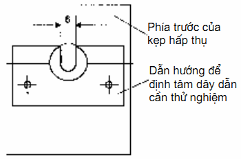 6
Phía trước của
kẹp hấp thụ
Dẫn hướng để
định tâm dây dẫn
cần thử nghiệm